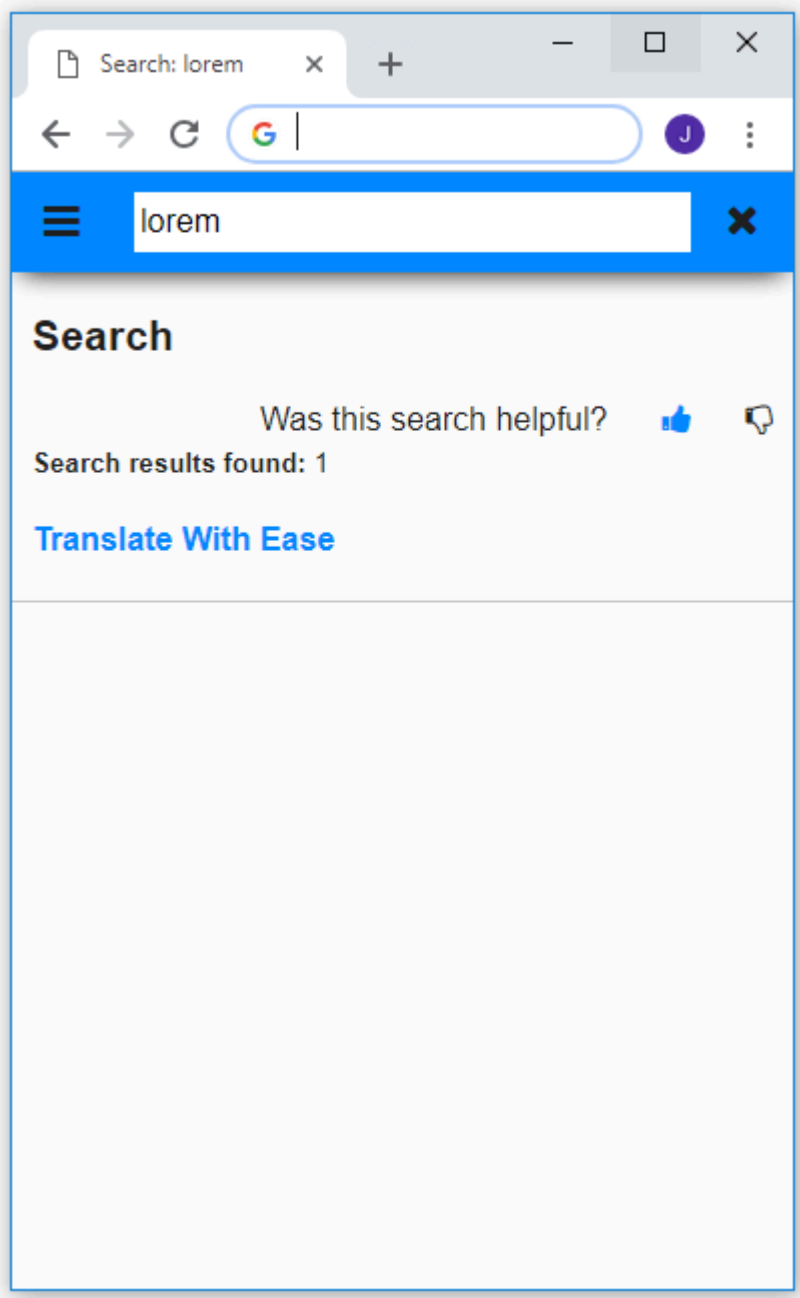 Search: lorem
J
lorem
Search
Was this search helpful?
Search results found: 1
Translate With Ease